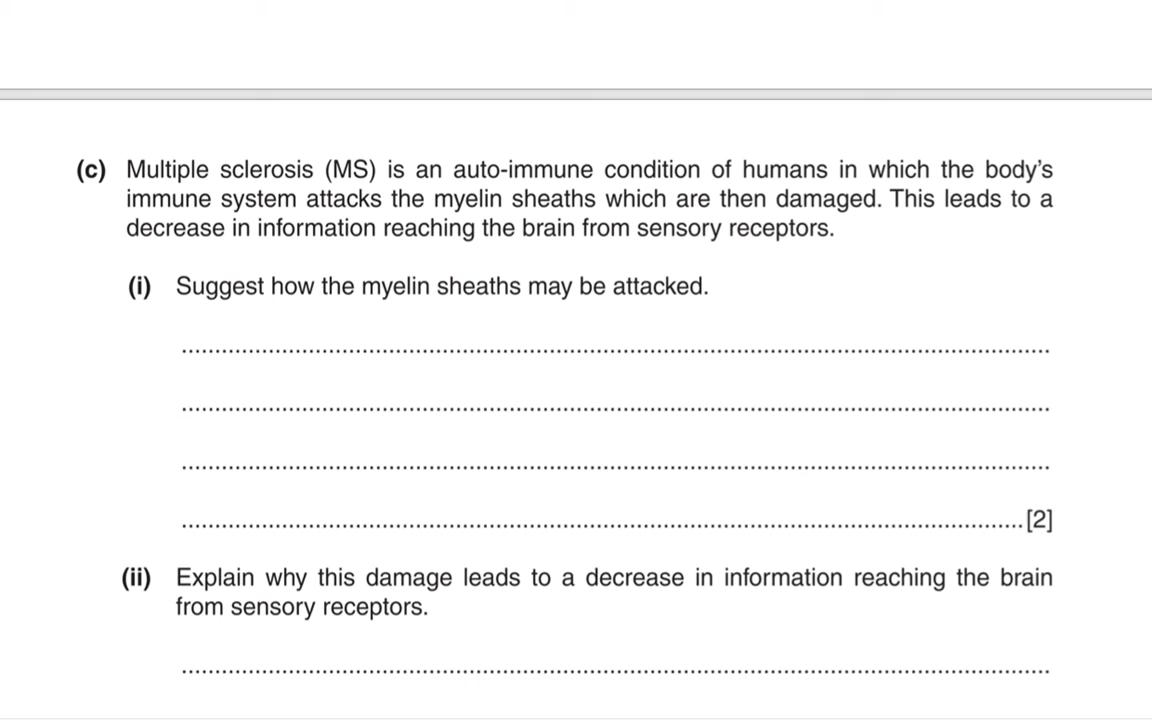 (c) Multiple sclerosis (MS) is an auto-immune condition of humans in which the body's
immune system attacks the myelin sheaths which are then damaged. This leads to a
decrease in information reaching the brain from sensory receptors.
(i) Suggest how the myelin sheaths may be attacked.
..........................................................................................
..........................................................................................
..........................................................................................
.......................................................................................[2]
(ii) Explain why this damage leads to a decrease in information reaching the brain
from sensory receptors.
..........................................................................................